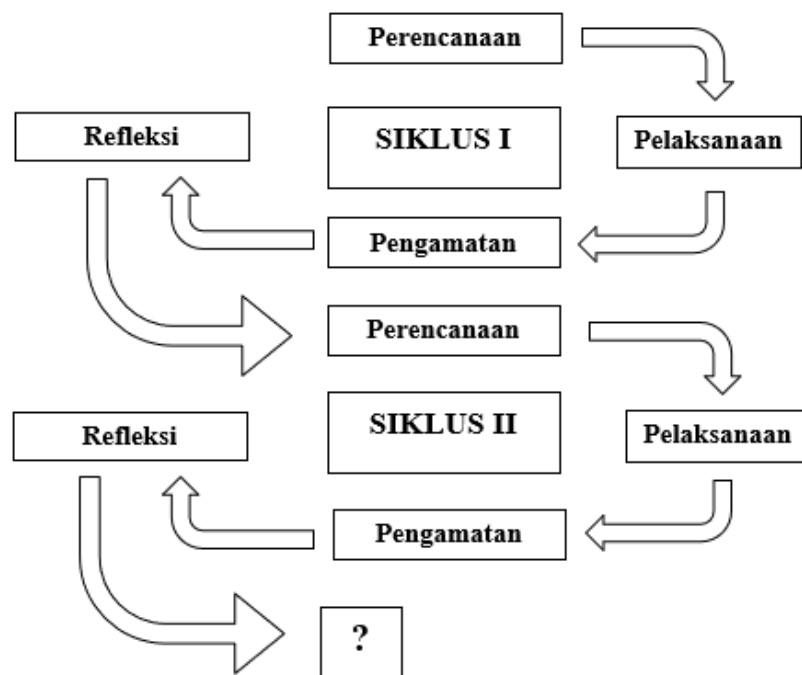 Perencanaan
Refleksi
SIKLUS I
Pelaksanaan
Pengamatan
Perencanaan
Refleksi
SIKLUS II
Pelaksanaan
Pengamatan
?